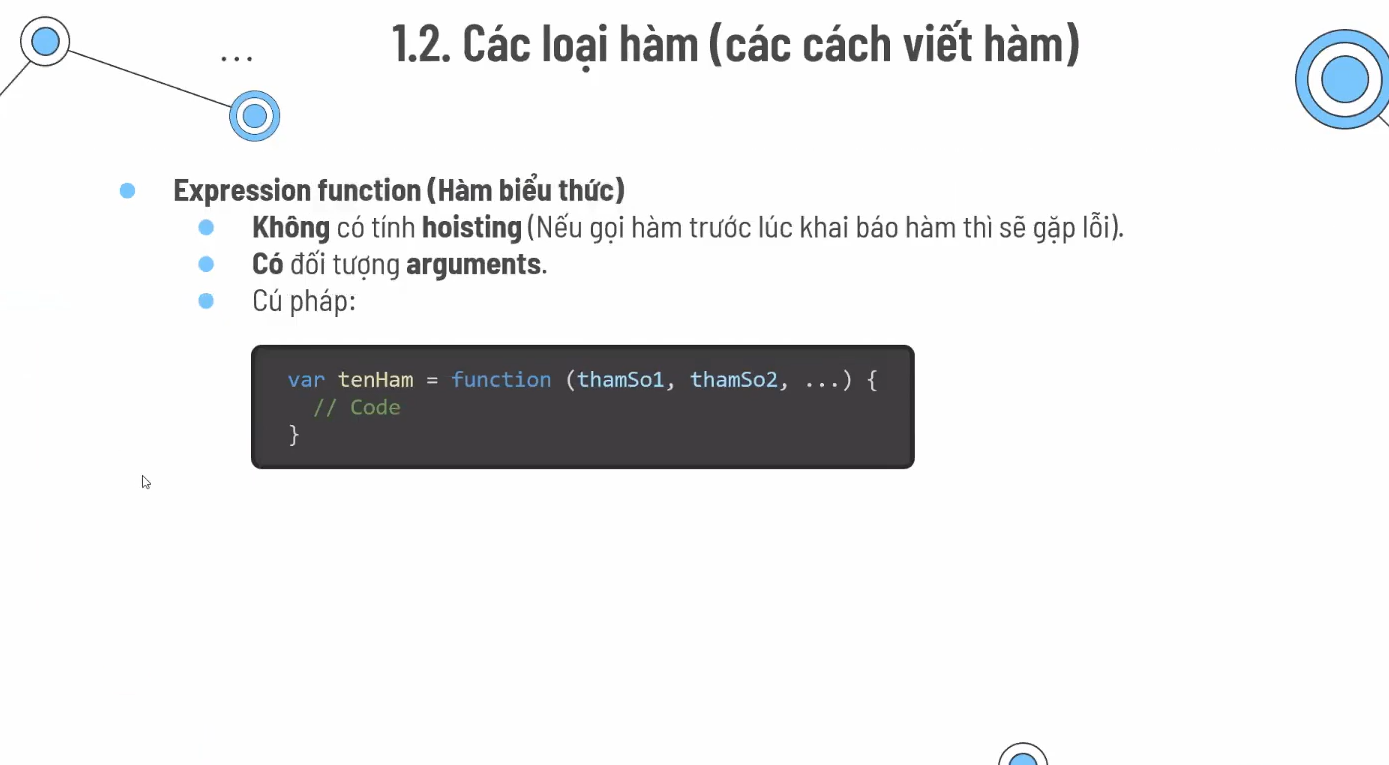 ...
1.2. Các loại hàm (các cách viết hàm)
Expression function (Hàm biểu thức)
Không có tính hoisting (Nếu gọi hàm trước lúc khai báo hàm thì sẽ gặp lỗi).
Có đối tượng arguments.
Cú pháp:
var tenHam = function (thamSo1, thamSo2, ...) {
// Code
}